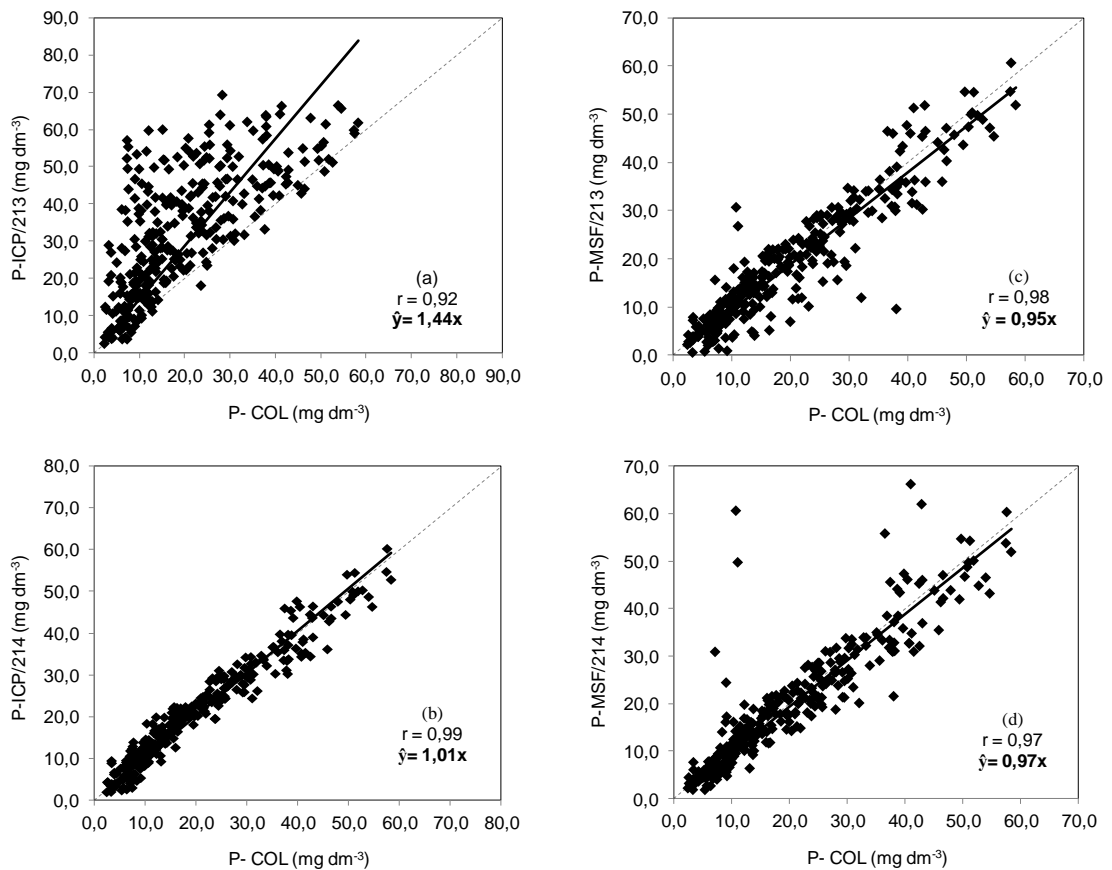 P-ICP/213 (mg dm-3)
90,0
80,0
70,0
60,0
50,0
40,0
30,0
20,0
10,0
0,0
(a)
r = 0,92
ŷ= 1,44x
0,0 10,0 20,0 30,0 40,0 50,0 60,0 70,0 80,0 90,0
P- COL (mg dm-3)
P-MSF/213 (mg dm-3)
70,0
60,0
50,0
40,0
30,0
20,0
10,0
0,0
(c)
r = 0,98
ŷ = 0,95x
0,0 10,0 20,0 30,0 40,0 50,0 60,0 70,0
P- COL (mg dm-3)
P-ICP/214 (mg dm-3)
80,0
70,0
60,0
50,0
40,0
30,0
20,0
10,0
0,0
(b)
r = 0,99
ŷ= 1,01x
0,0 10,0 20,0 30,0 40,0 50,0 60,0 70,0 80,0
P- COL (mg dm-3)
P-MSF/214 (mg dm-3)
70,0
60,0
50,0
40,0
30,0
20,0
10,0
0,0
(d)
r = 0,97
ŷ= 0,97x
0,0 10,0 20,0 30,0 40,0 50,0 60,0 70,0
P- COL (mg dm-3)